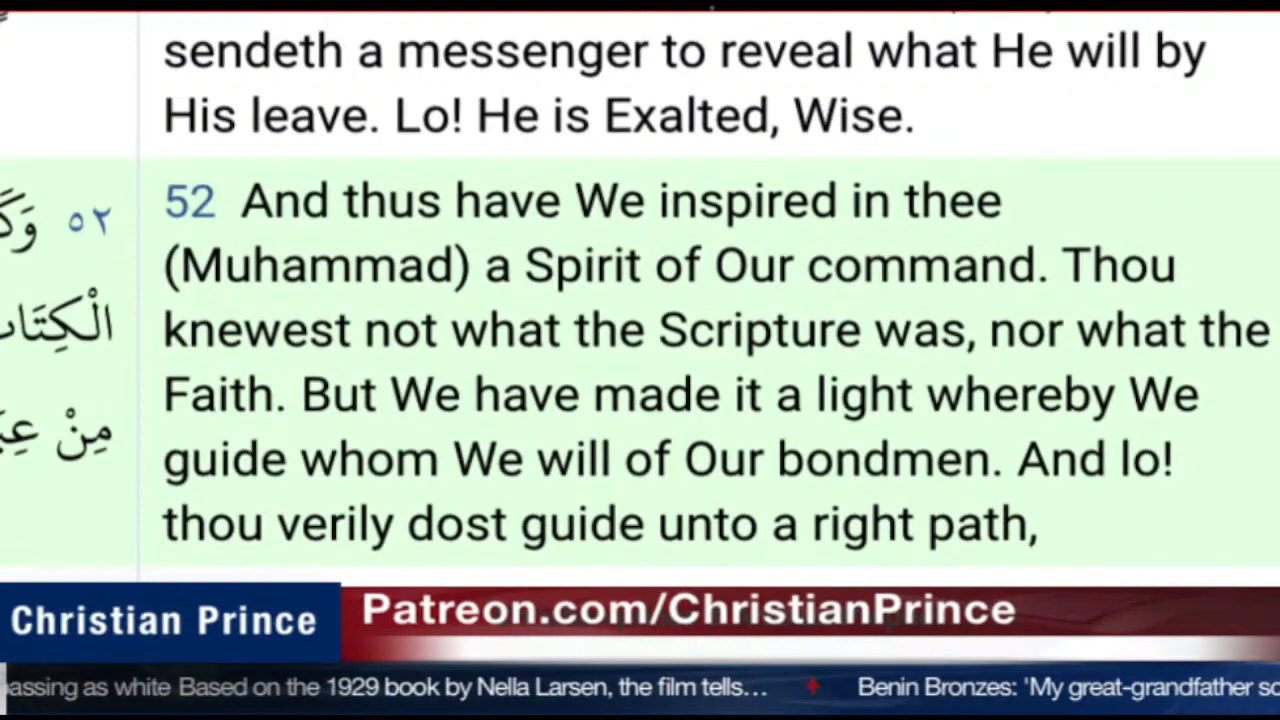 sendeth a messenger to reveal what He will by
His leave. Lo! He is Exalted, Wise.
٥٢
52 And thus have We inspired in thee
(Muhammad) a Spirit of Our command. Thou
الْكِتَاب
knewest not what the Scripture was, nor what the
Faith. But We have made it a light whereby We
مِنْ
guide whom We will of Our bondmen. And lo!
thou verily dost guide unto a right path,
Christian Prince
Patreon.com/ChristianPrince
assing as white Based on the 1929 book by Nella Larsen, the film tells...
Benin Bronzes: 'My great-grandfather sc